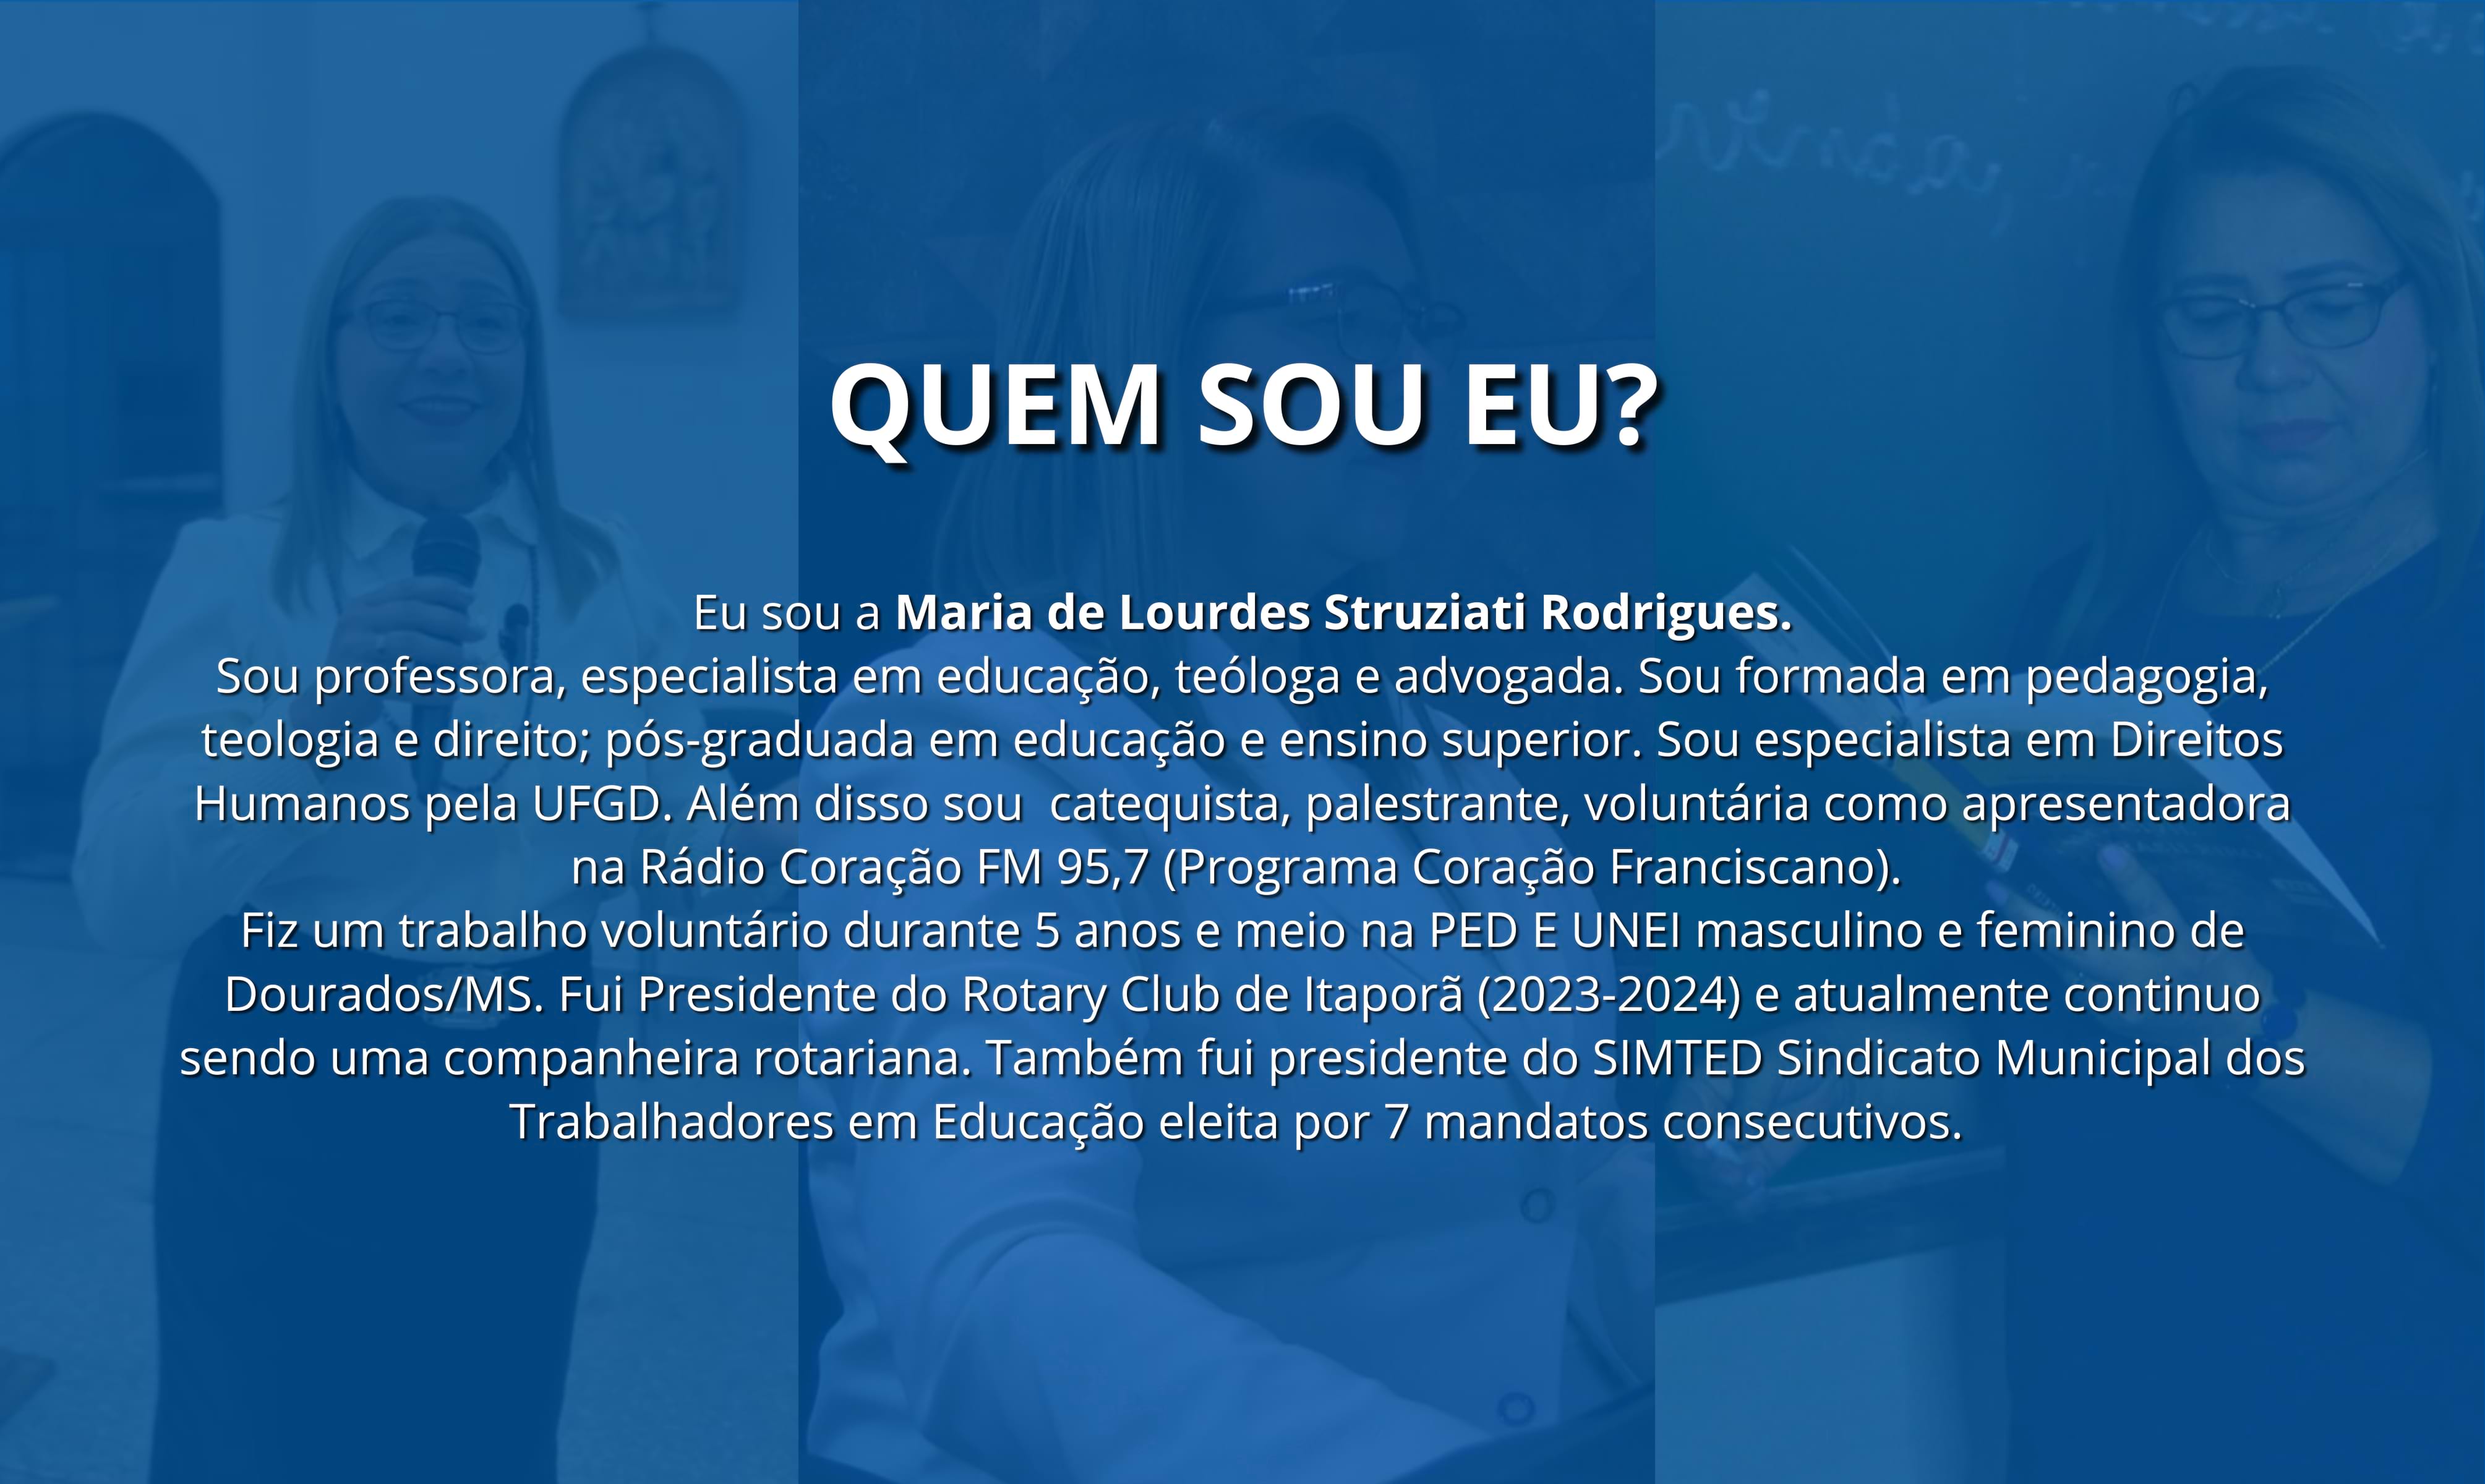 QUEM SOU EU?
Eu sou a Maria de Lourdes Struziati Rodrigues.
Sou professora, especialista em educação, teóloga e advogada. Sou formada em pedagogia,
teologia e direito; pós-graduada em educação e ensino superior. Sou especialista em Direitos
Humanos pela UFGD. Além disso sou  catequista, palestrante, voluntária como apresentadora
na Rádio Coração FM 95,7 (Programa Coração Franciscano).
Fiz um trabalho voluntário durante 5 anos e meio na PED E UNEI masculino e feminino de
Dourados/MS. Fui Presidente do Rotary Club de Itaporã (2023-2024) e atualmente continuo
sendo uma companheira rotariana. Também fui presidente do SIMTED Sindicato Municipal dos
Trabalhadores em Educação eleita por 7 mandatos consecutivos.